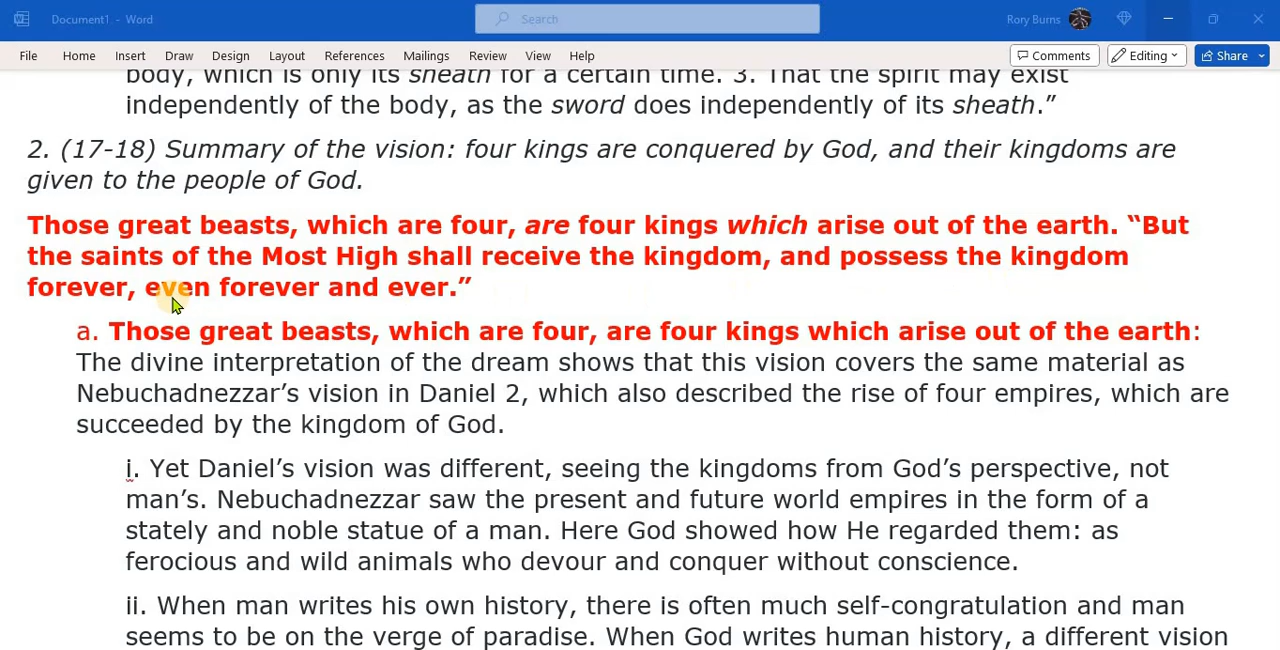 Document1 - Word
Search
Rory Burns
File Home Insert Draw Design Layout References Mailings Review View Help Comments Editing Share
body, which is only its sheath for a certain time. 3. That the spirit may exist
independently of the body, as the sword does independently of its sheath.”
2. (17-18) Summary of the vision: four kings are conquered by God, and their kingdoms are
given to the people of God.
Those great beasts, which are four, are four kings which arise out of the earth. “But
the saints of the Most High shall receive the kingdom, and possess the kingdom
forever, even forever and ever.”
a. Those great beasts, which are four, are four kings which arise out of the earth:
The divine interpretation of the dream shows that this vision covers the same material as
Nebuchadnezzar’s vision in Daniel 2, which also described the rise of four empires, which are
succeeded by the kingdom of God.
i. Yet Daniel’s vision was different, seeing the kingdoms from God’s perspective, not
man’s. Nebuchadnezzar saw the present and future world empires in the form of a
stately and noble statue of a man. Here God showed how He regarded them: as
ferocious and wild animals who devour and conquer without conscience.
ii. When man writes his own history, there is often much self-congratulation and man
seems to be on the verge of paradise. When God writes human history, a different vision